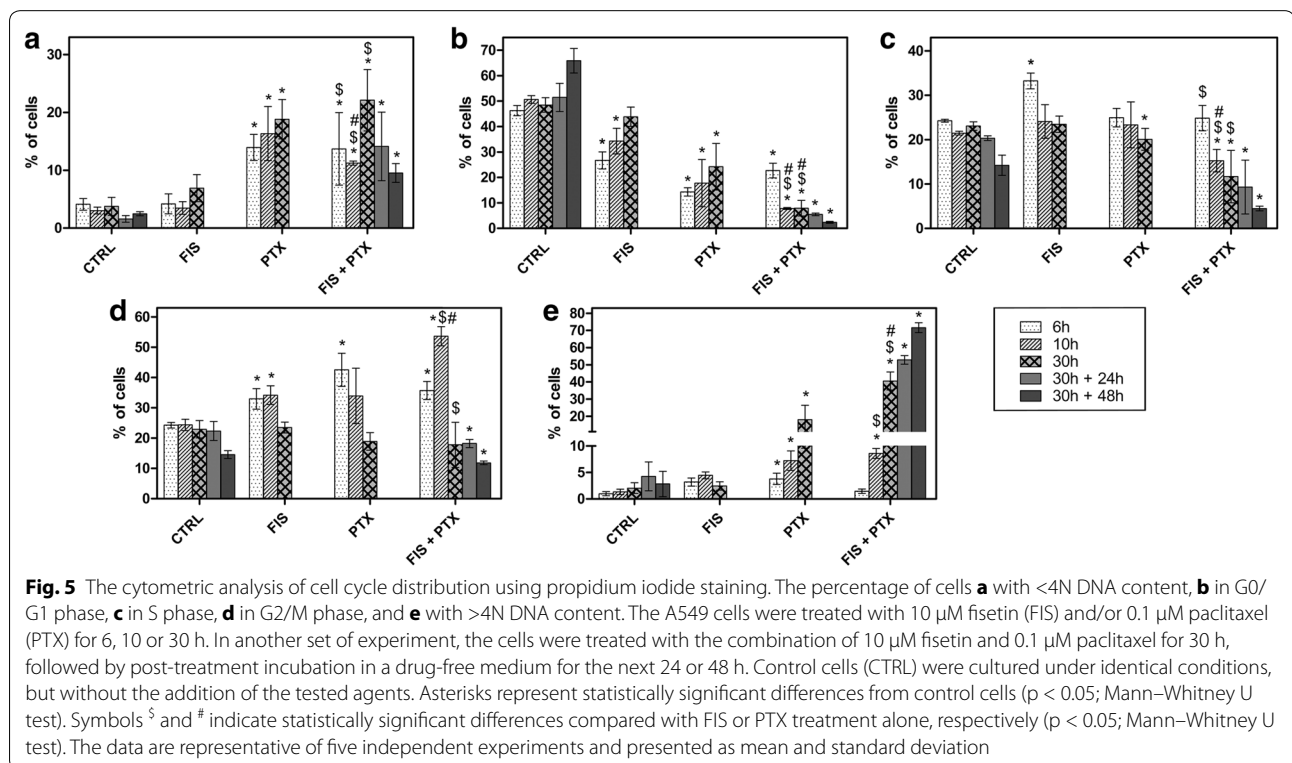 a
% of cells
30
20
10
0
* * *
$ *
# $ *
$ *
*
*
CTRL FIS PTX FIS + PTX
b
% of cells
70
60
50
40
30
20
10
0
* *
* * *
*
# $ *
# $ *
*
*
CTRL FIS PTX FIS + PTX
c
% of cells
40
30
20
10
0
*
*
$
# $ *
$ *
*
*
CTRL FIS PTX FIS + PTX
d
% of cells
60
50
40
30
20
10
0
* *
*
*
* $ #
$
*
*
CTRL FIS PTX FIS + PTX
e
% of cells
80
70
60
50
40
30
20
10
10
5
0
* * *
$ *
# $ *
*
*
CTRL FIS PTX FIS + PTX
6h
10h
30h
30h + 24h
30h + 48h
Fig. 5 The cytometric analysis of cell cycle distribution using propidium iodide staining. The percentage of cells a with <4N DNA content, b in G0/
G1 phase, c in S phase, d in G2/M phase, and e with >4N DNA content. The A549 cells were treated with 10 µM fisetin (FIS) and/or 0.1 µM paclitaxel
(PTX) for 6, 10 or 30 h. In another set of experiment, the cells were treated with the combination of 10 µM fisetin and 0.1 µM paclitaxel for 30 h,
followed by post-treatment incubation in a drug-free medium for the next 24 or 48 h. Control cells (CTRL) were cultured under identical conditions,
but without the addition of the tested agents. Asterisks represent statistically significant differences from control cells (p < 0.05; Mann–Whitney U
test). Symbols $ and # indicate statistically significant differences compared with FIS or PTX treatment alone, respectively (p < 0.05; Mann–Whitney U
test). The data are representative of five independent experiments and presented as mean and standard deviation